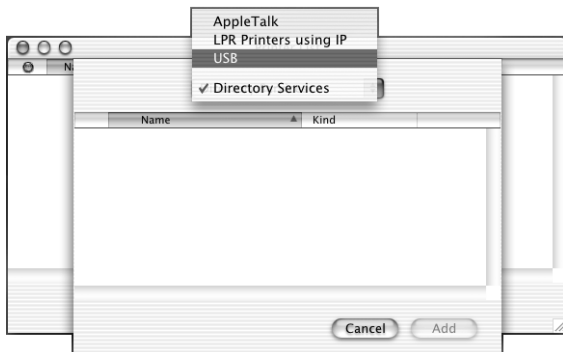 AppleTalk
LPR Printers using IP
USB
✓ Directory Services
Name Kind
Cancel Add